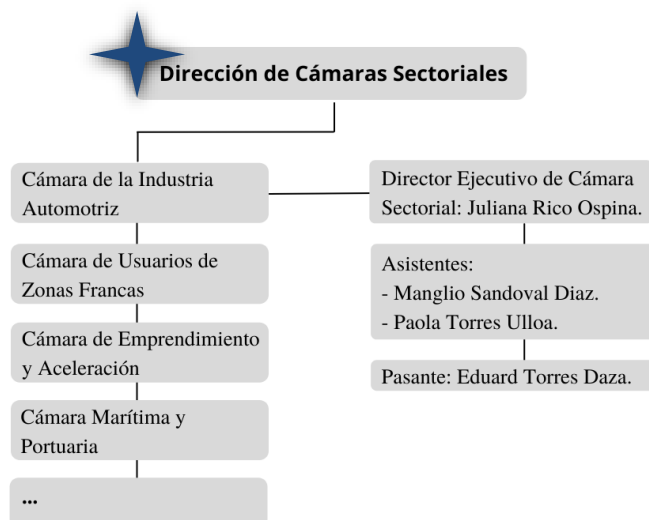 Dirección de Cámaras Sectoriales
Cámara de la Industria
Automotriz
Director Ejecutivo de Cámara
Sectorial: Juliana Rico Ospina.
Cámara de Usuarios de
Zonas Francas
Asistentes:
- Manglio Sandoval Diaz.
- Paola Torres Ulloa.
Cámara de Emprendimiento
y Aceleración
Pasante: Eduard Torres Daza.
Cámara Marítima y
Portuaria
...